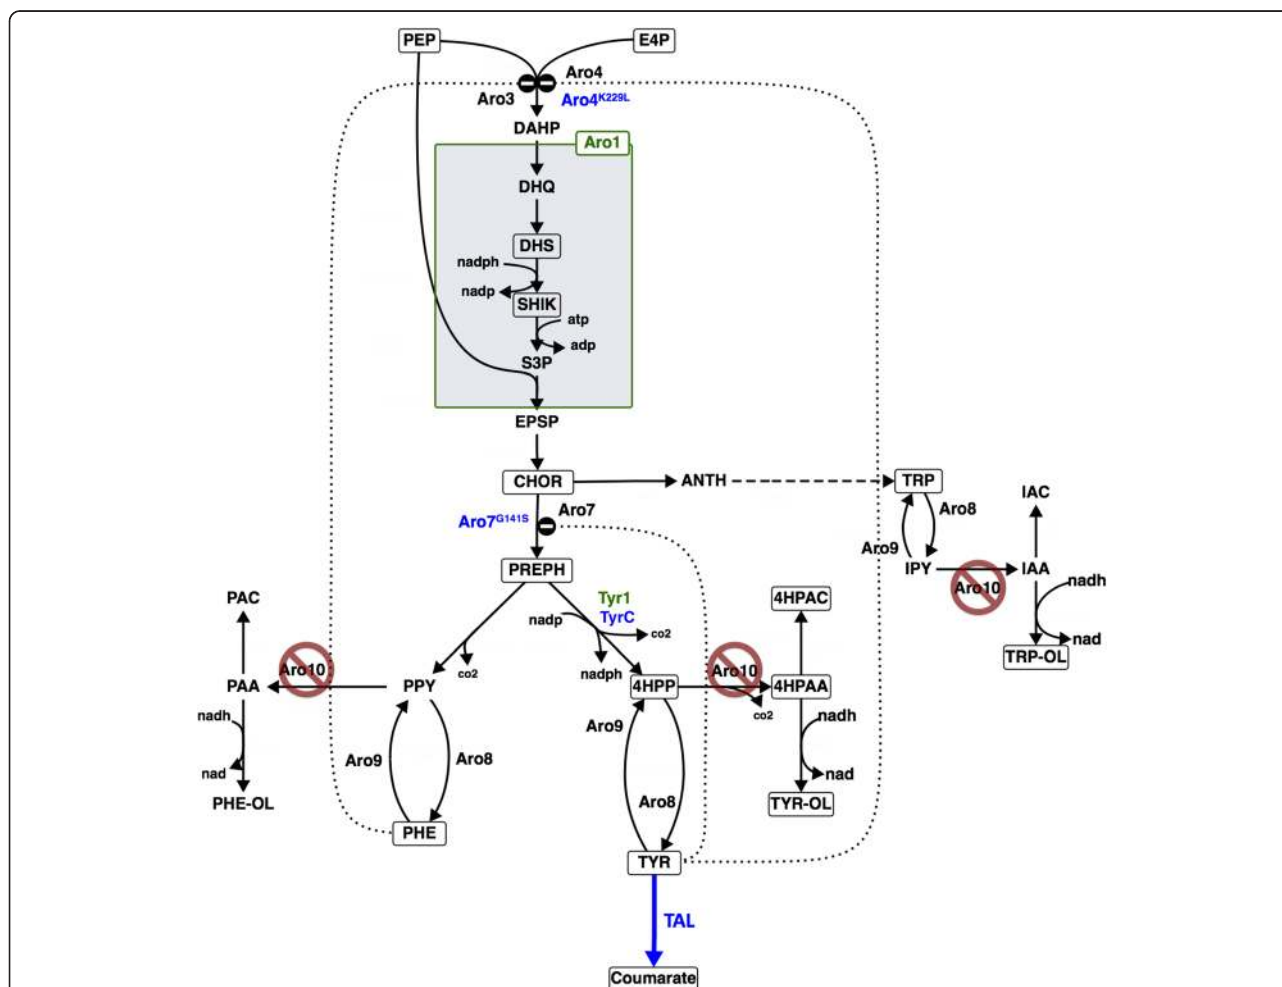 PEP
E4P
Aro4
Aro3
Aro4K229L
DAHP
Aro1
DHQ
DHS
nadph
nadp
SHIK
atp
adp
S3P
EPSP
CHOR
ANTH
TRP
IAC
Aro7
Aro7G141S
Aro8
Aro9
IPY
Aro10
IAA
nadh
nad
TRP-OL
PREPH
Tyr1
TyrC
nadp
co2
nadph
co2
PAC
Aro10
PAA
PPY
nadh
nad
PHE-OL
Aro9
Aro8
PHE
4HPP
Aro10
co2
4HPAC
4HPAA
nadh
nad
TYR-OL
Aro9
Aro8
TYR
TAL
Coumarate